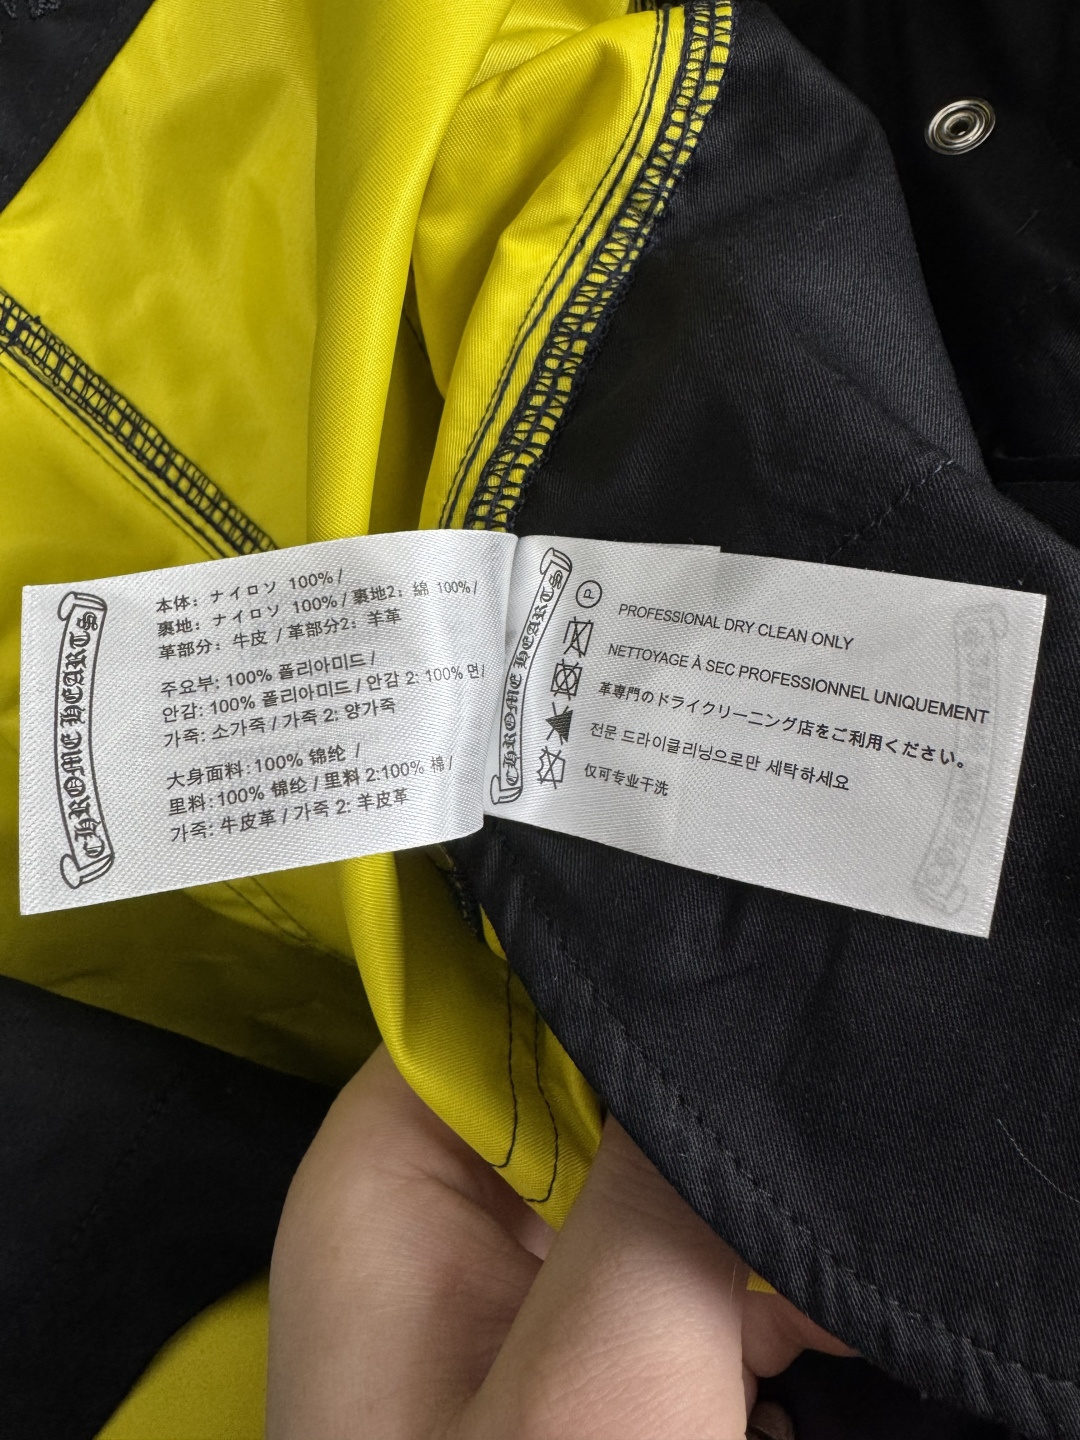 CHROME HEARTS
本体：ナイロソ 100% /
裏地：ナイロソ 100% / 裏地2：綿 100% /
革部分：牛皮 / 革部分2：羊革
주요부: 100% 폴리아미드 /
안감: 100% 폴리아미드 / 안감 2: 100% 면 /
가죽: 소가죽 / 가죽 2: 양가죽
大身面料: 100% 锦纶 /
里料: 100% 锦纶 / 里料 2:100% 棉 /
가죽: 牛皮革 / 가죽 2: 羊皮革
CHROME HEARTS
P
PROFESSIONAL DRY CLEAN ONLY
NETTOYAGE À SEC PROFESSIONNEL UNIQUEMENT
革専門のドライクリーニング店をご利用ください。
전문 드라이클리닝으로만 세탁하세요
仅可专业干洗